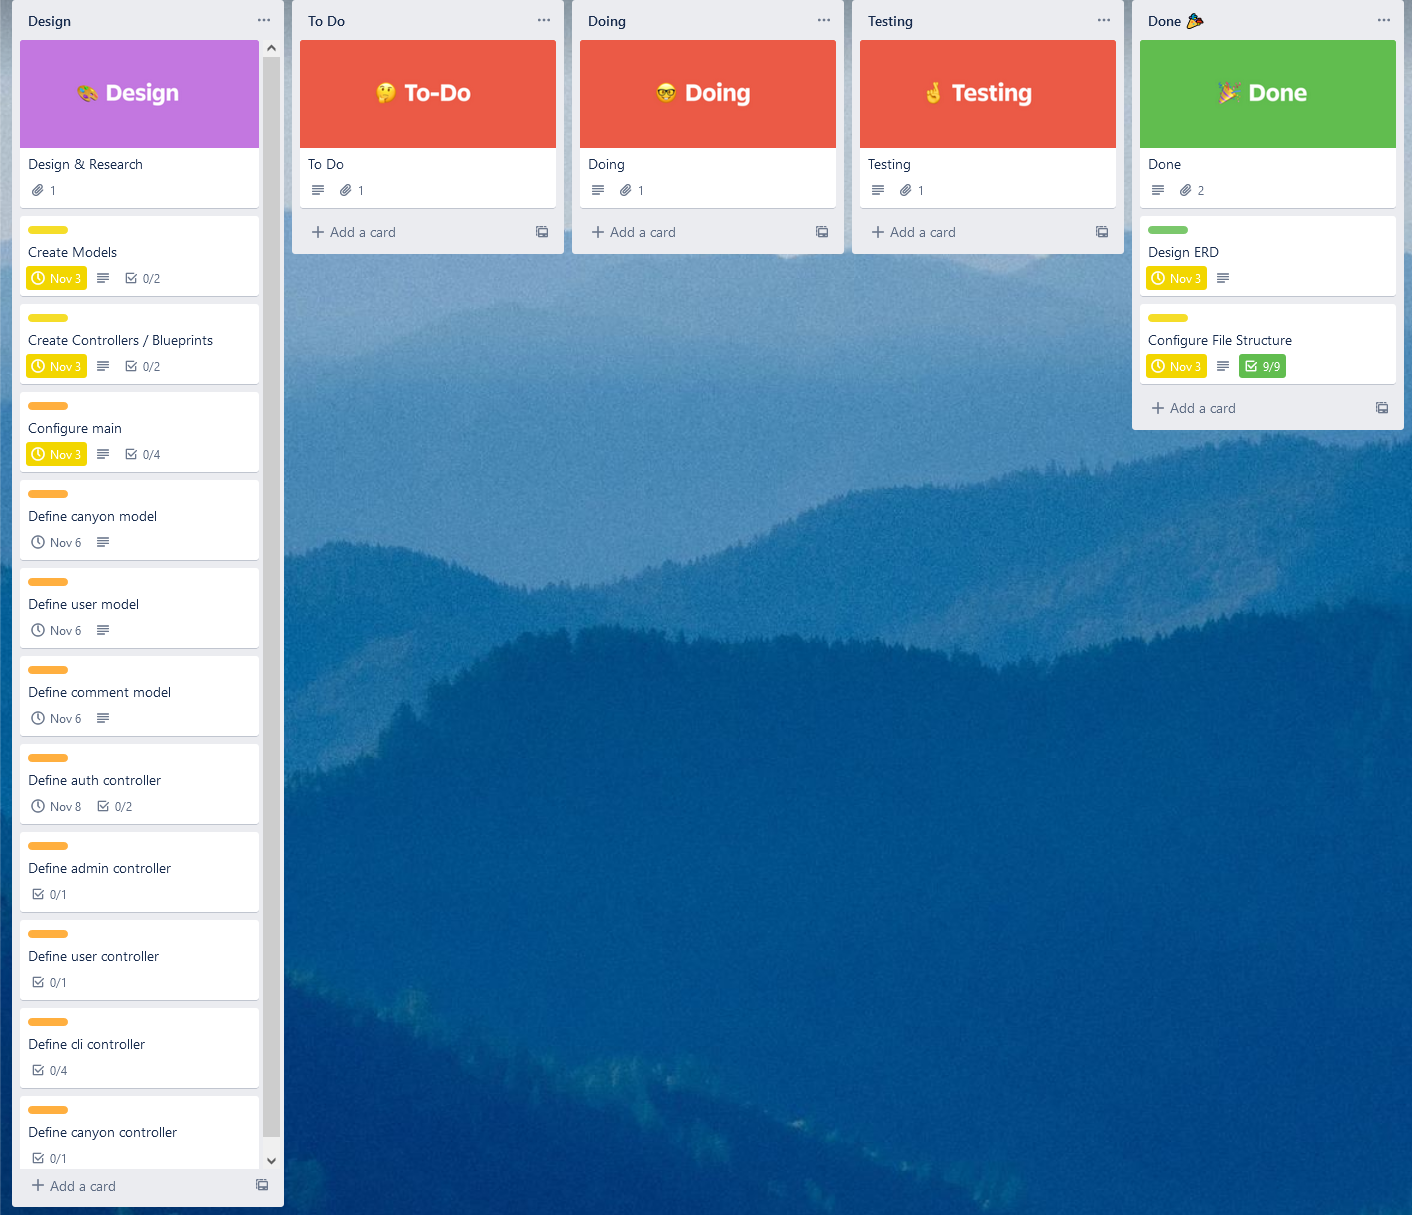 Design
Design
Design & Research
1
Create Models
Nov 3
0/2
Create Controllers / Blueprints
Nov 3
0/2
Configure main
Nov 3
0/4
Define canyon model
Nov 6
Define user model
Nov 6
Define comment model
Nov 6
Define auth controller
Nov 8
0/2
Define admin controller
0/1
Define user controller
0/1
Define cli controller
0/4
Define canyon controller
0/1
+ Add a card
To Do
To-Do
To Do
1
+ Add a card
Doing
Doing
Doing
1
+ Add a card
Testing
Testing
Testing
1
+ Add a card
Done
Done
Done
2
Design ERD
Nov 3
Configure File Structure
Nov 3
9/9
+ Add a card